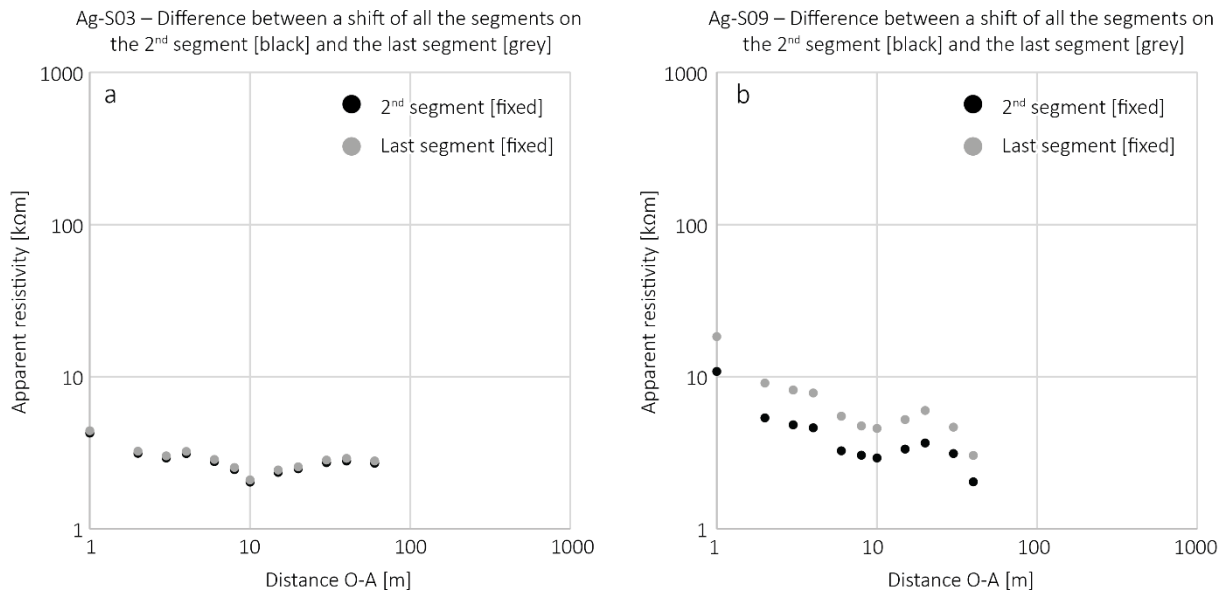 Ag-S03 – Difference between a shift of all the segments on
the 2nd segment [black] and the last segment [grey]
a
2nd segment [fixed]
Last segment [fixed]
Apparent resistivity [kΩm]
1000
100
10
1
1 10 100 1000
Distance O-A [m]
Ag-S09 – Difference between a shift of all the segments on
the 2nd segment [black] and the last segment [grey]
b
2nd segment [fixed]
Last segment [fixed]
Apparent resistivity [kΩm]
1000
100
10
1
1 10 100 1000
Distance O-A [m]